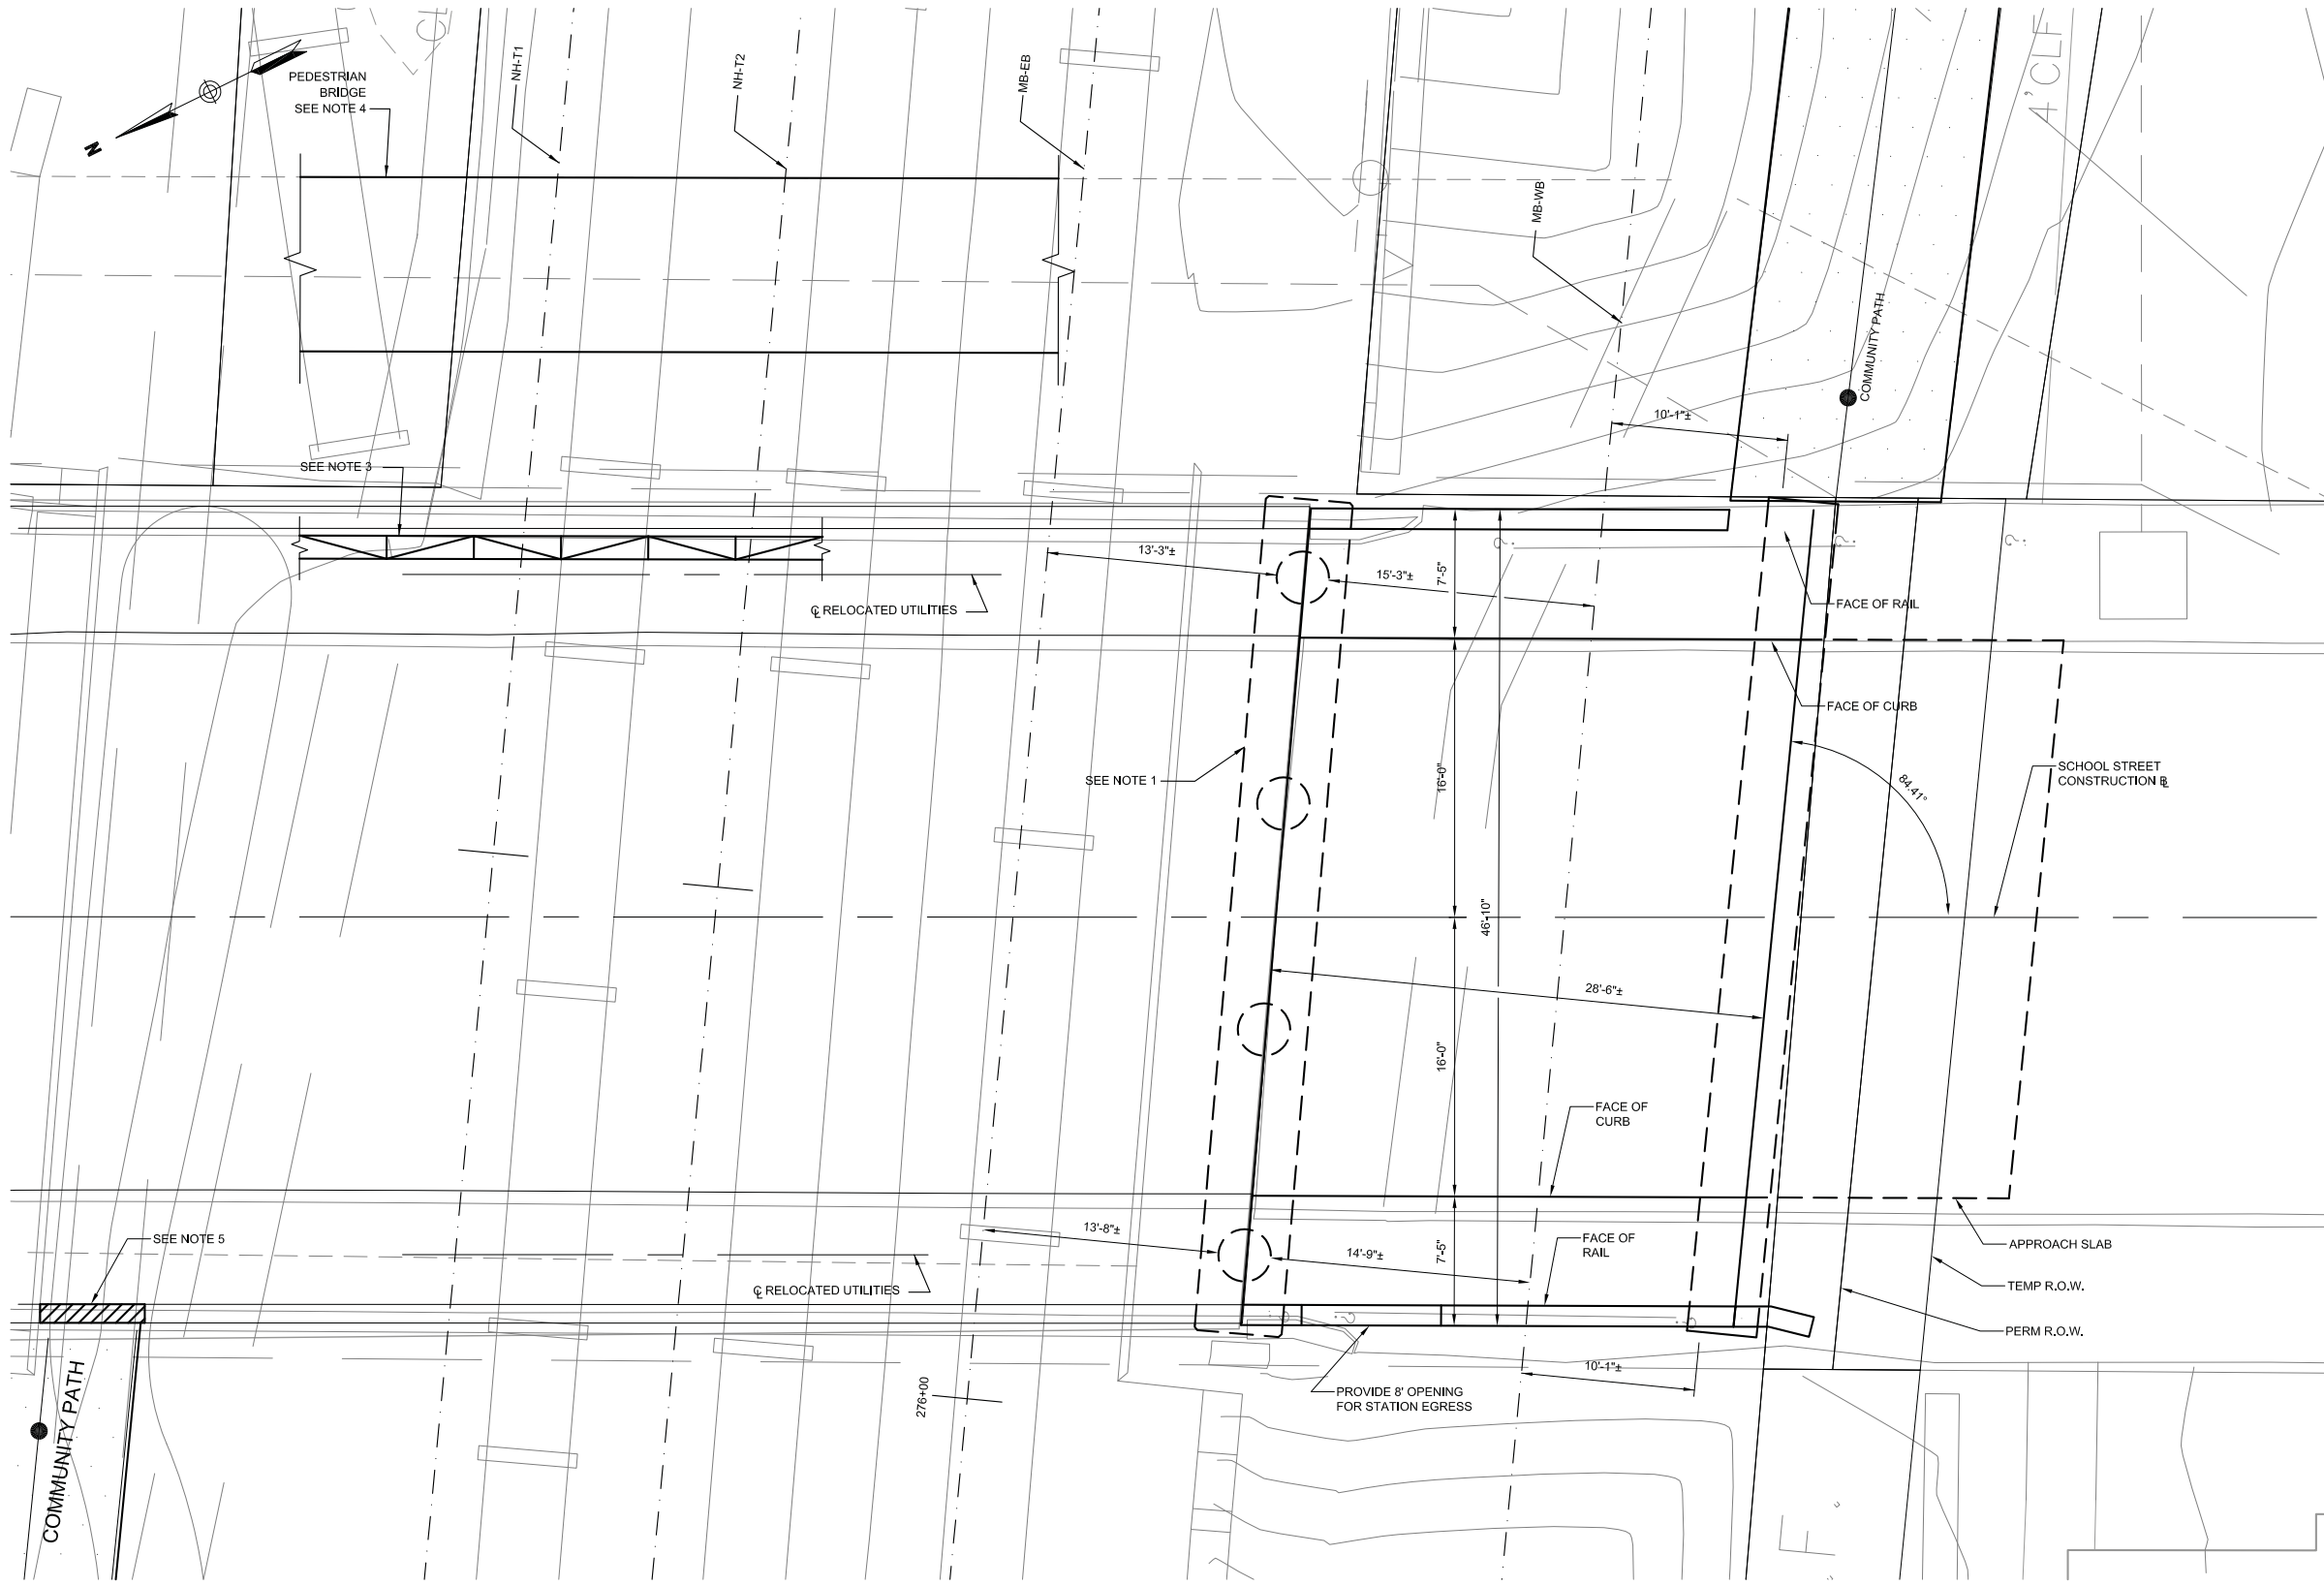 PEDESTRIAN
BRIDGE
SEE NOTE 4
N
NH-T1
NH-T2
MB-EB
MB-WB
4' CLF
COMMUNITY PATH
10'-1"±
SEE NOTE 3
13'-3"±
15'-3"±
7'-5"
℄ RELOCATED UTILITIES
FACE OF RAIL
FACE OF CURB
SEE NOTE 1
16'-0"
84.41°
SCHOOL STREET
CONSTRUCTION BL
46'-10"
28'-6"±
16'-0"
FACE OF
CURB
13'-8"±
14'-9"±
7'-5"
FACE OF
RAIL
SEE NOTE 5
℄ RELOCATED UTILITIES
APPROACH SLAB
TEMP R.O.W.
PERM R.O.W.
10'-1"±
PROVIDE 8' OPENING
FOR STATION EGRESS
276+00
COMMUNITY PATH